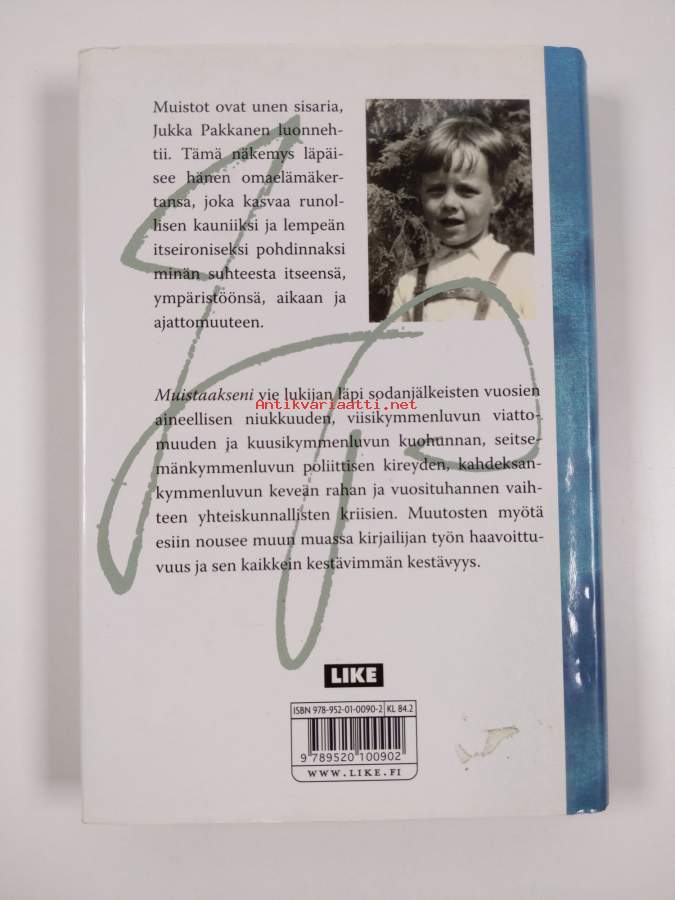 Muistot ovat unen sisaria,
Jukka Pakkanen luonneh-
tii. Tämä näkemys läpäi-
see hänen omaelämäker-
tansa, joka kasvaa runol-
lisen kauniiksi ja lempeän
itseironiseksi pohdinnaksi
minän suhteesta itseensä,
ympäristöönsä, aikaan ja
ajattomuuteen.
Muistaakseni vie lukijan läpi sodanjälkeisten vuosien
Antikvariaatti.net
aineellisen niukkuuden, viisikymmenluvun viatto-
muuden ja kuusikymmenluvun kuohunnan, seitse-
mänkymmenluvun poliittisen kireyden, kahdeksan-
kymmenluvun keveän rahan ja vuosituhannen vaih-
teen yhteiskunnallisten kriisien. Muutosten myötä
esiin nousee muun muassa kirjailijan työn haavoittu-
vuus ja sen kaikkein kestävimmän kestävyys.
LIKE
ISBN 978-952-01-0090-2 KL 84.2
9 789520 100902
WWW.LIKE.FI